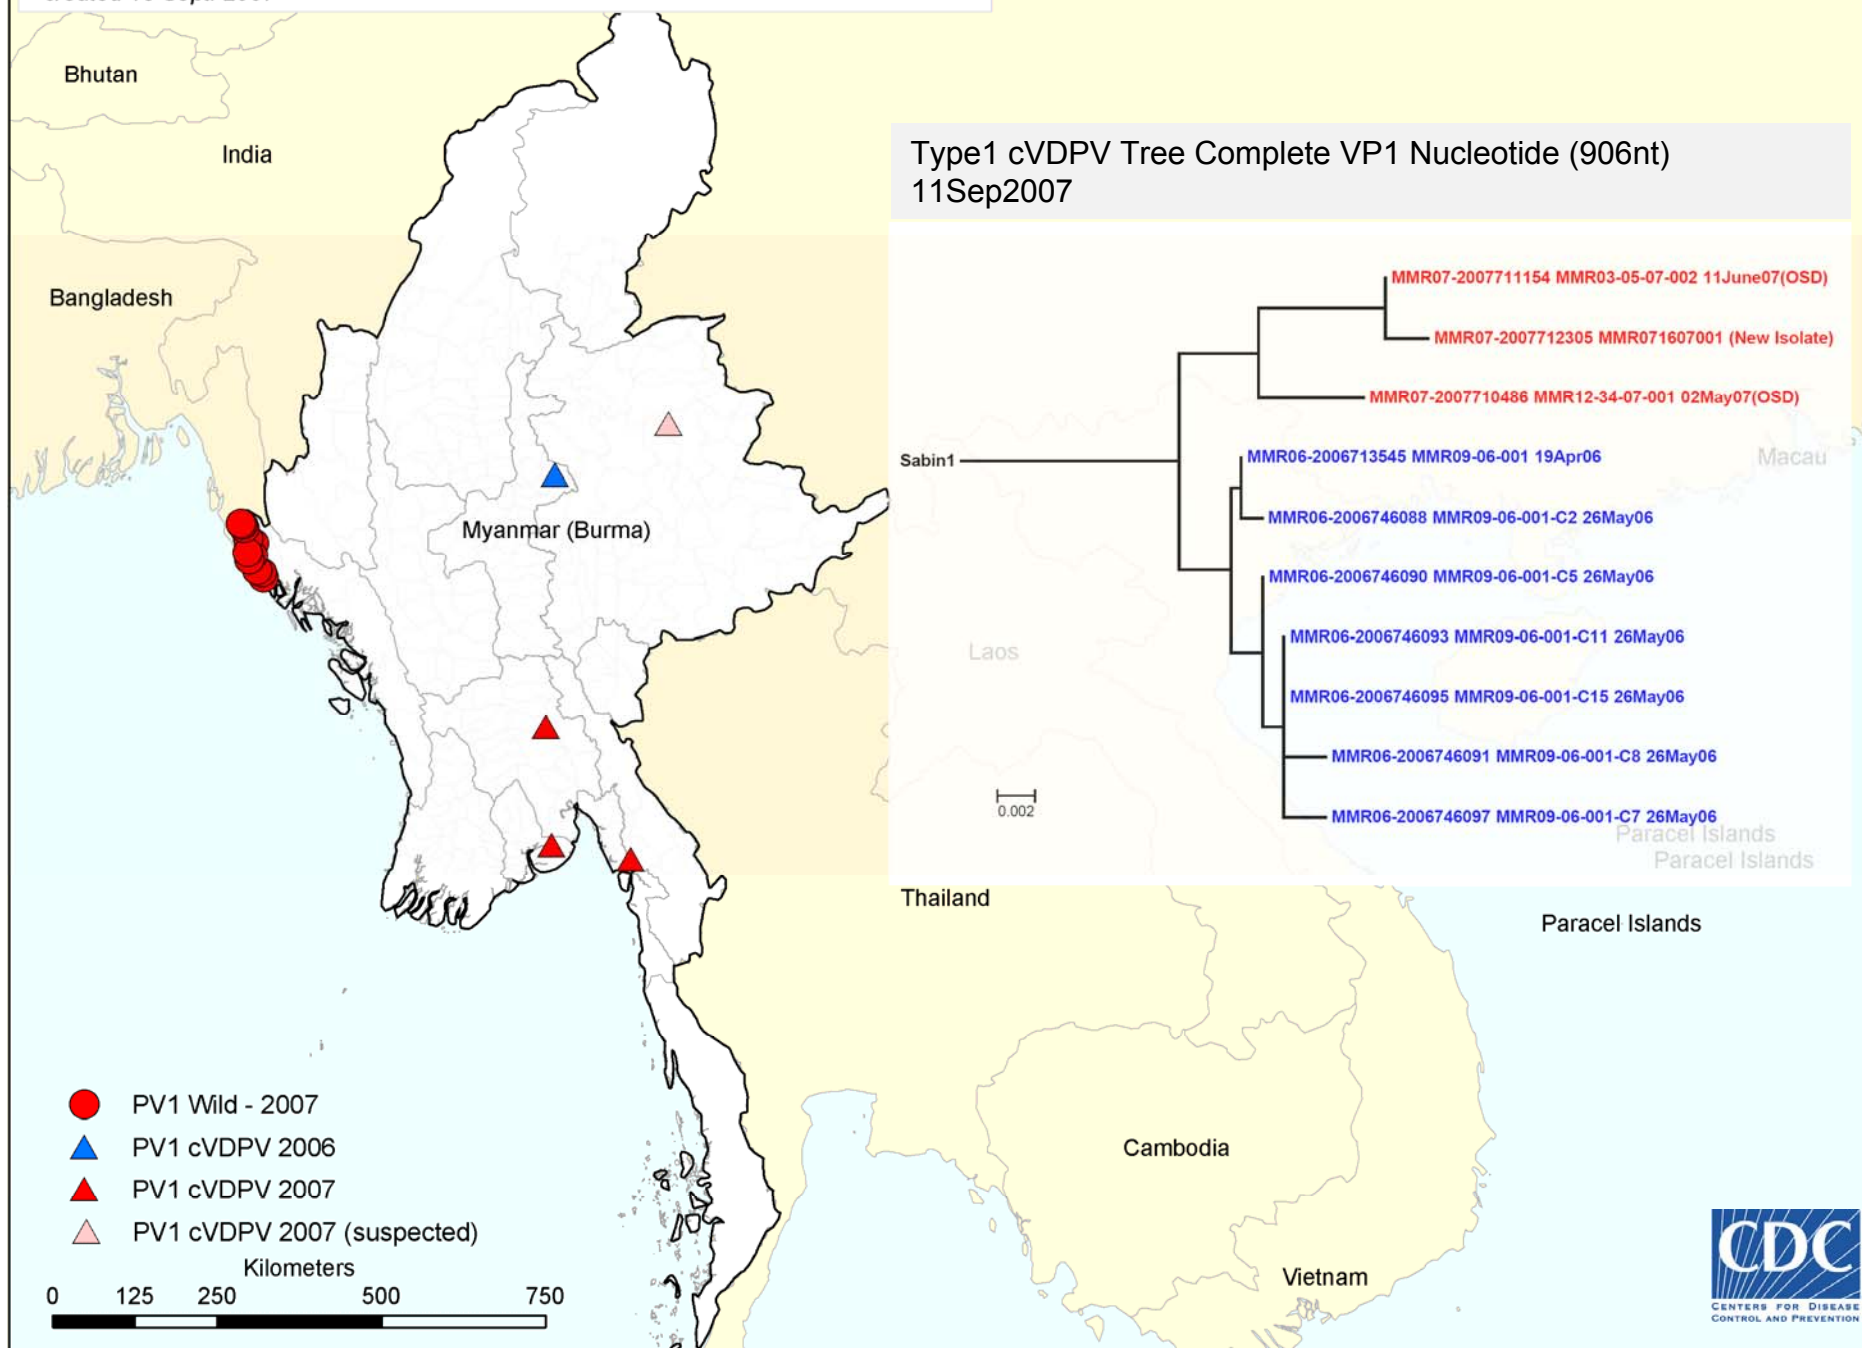 Bhutan
India
Bangladesh
Myanmar (Burma)
Type1 cVDPV Tree Complete VP1 Nucleotide (906nt)
11Sep2007
MMR07-2007711154 MMR03-05-07-002 11June07(OSD)
MMR07-2007712305 MMR071607001 (New Isolate)
MMR07-2007710486 MMR12-34-07-001 02May07(OSD)
Sabin1
MMR06-2006713545 MMR09-06-001 19Apr06
Macau
MMR06-2006746088 MMR09-06-001-C2 26May06
MMR06-2006746090 MMR09-06-001-C5 26May06
MMR06-2006746093 MMR09-06-001-C11 26May06
Laos
MMR06-2006746095 MMR09-06-001-C15 26May06
MMR06-2006746091 MMR09-06-001-C8 26May06
0.002
MMR06-2006746097 MMR09-06-001-C7 26May06
Paracel Islands
Paracel Islands
Thailand
Paracel Islands
Cambodia
Vietnam
PV1 Wild - 2007
PV1 cVDPV 2006
PV1 cVDPV 2007
PV1 cVDPV 2007 (suspected)
Kilometers
0 125 250 500 750
CDC
CENTERS FOR DISEASE
CONTROL AND PREVENTION